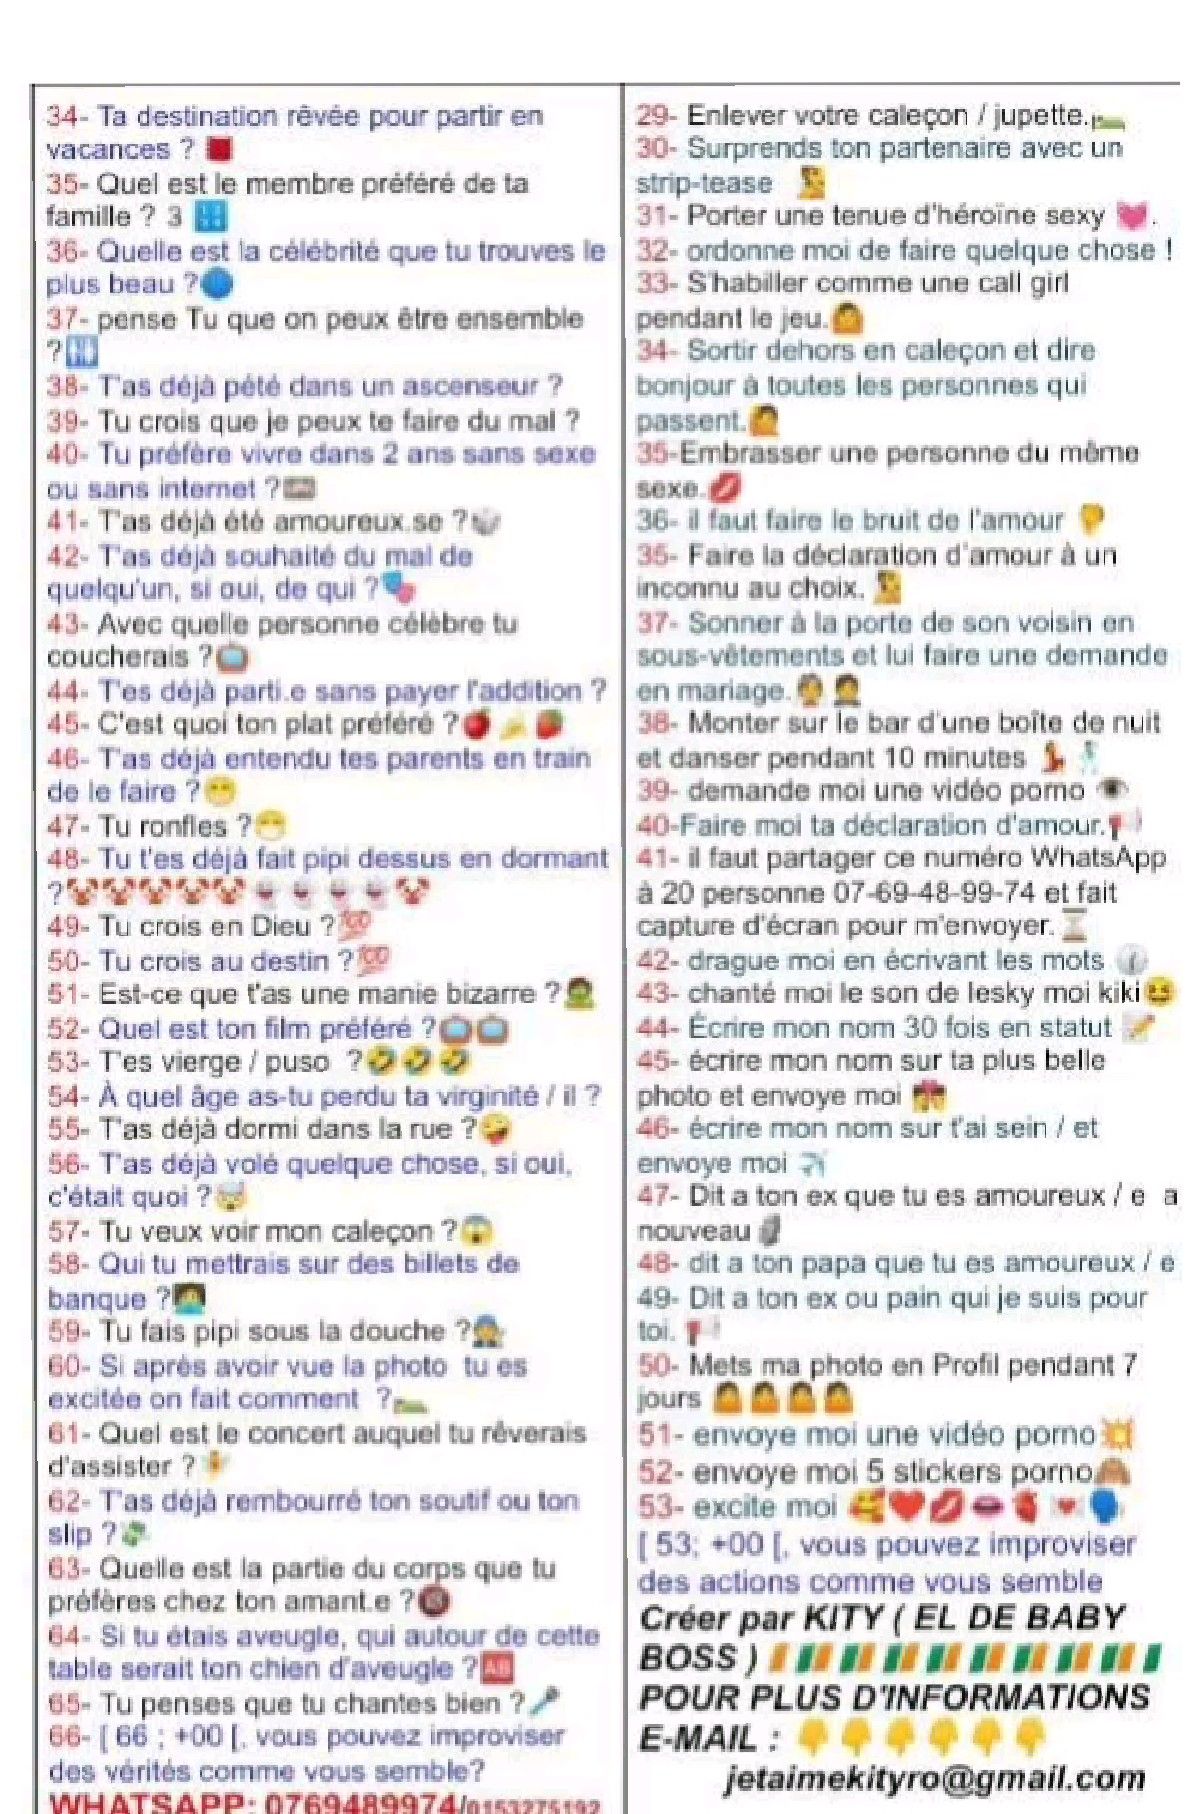 34- Ta destination rêvée pour partir en
vacances ? 🟥
35- Quel est le membre préféré de ta
famille ? 3
36- Quelle est la célébrité que tu trouves le
plus beau ?🔵
37- pense Tu que on peux être ensemble
?🚻
38- T'as déjà pété dans un ascenseur ?
39- Tu crois que je peux te faire du mal ?
40- Tu préfère vivre dans 2 ans sans sexe
ou sans internet ?
41- T'as déjà été amoureux.se ?
42- T'as déjà souhaité du mal de
quelqu'un, si oui, de qui ?🎭
43- Avec quelle personne célèbre tu
coucherais ?📺
44- T'es déjà parti.e sans payer l'addition ?
45- C'est quoi ton plat préféré ?🍎🍌🍓
46- T'as déjà entendu tes parents en train
de le faire ?😁
47- Tu ronfles ?😁
48- Tu t'es déjà fait pipi dessus en dormant
?🤡🤡🤡🤡🤡👻👻👻👻🤡
49- Tu crois en Dieu ?💯
50- Tu crois au destin ?💯
51- Est-ce que t'as une manie bizarre ?🧟
52- Quel est ton film préféré ?📺📺
53- T'es vierge / puso ?🤣🤣🤣
54- À quel âge as-tu perdu ta virginité / il ?
55- T'as déjà dormi dans la rue ?🤪
56- T'as déjà volé quelque chose, si oui,
c'était quoi ?🤯
57- Tu veux voir mon caleçon ?😱
58- Qui tu mettrais sur des billets de
banque ?🧑‍💻
59- Tu fais pipi sous la douche ?
60- Si après avoir vue la photo tu es
excitée on fait comment ?🛏️
61- Quel est le concert auquel tu rêverais
d'assister ?
62- T'as déjà rembourré ton soutif ou ton
slip ?
63- Quelle est la partie du corps que tu
préfères chez ton amant.e ?🔞
64- Si tu étais aveugle, qui autour de cette
table serait ton chien d'aveugle ?🆎
65- Tu penses que tu chantes bien ?🎤
66- [ 66 ; +00 [. vous pouvez improviser
des vérités comme vous semble?
WHATSAPP: 0769489974/0153275192
29- Enlever votre caleçon / jupette.🛏️
30- Surprends ton partenaire avec un
strip-tease
31- Porter une tenue d'héroïne sexy 💓.
32- ordonne moi de faire quelque chose !
33- S'habiller comme une call girl
pendant le jeu.🤷
34- Sortir dehors en caleçon et dire
bonjour à toutes les personnes qui
passent.🙋
35-Embrasser une personne du même
sexe.💋
36- il faut faire le bruit de l'amour
35- Faire la déclaration d'amour à un
inconnu au choix.
37- Sonner à la porte de son voisin en
sous-vêtements et lui faire une demande
en mariage.👰🤵
38- Monter sur le bar d'une boîte de nuit
et danser pendant 10 minutes 💃🕺
39- demande moi une vidéo porno 👁️
40-Faire moi ta déclaration d'amour.
41- il faut partager ce numéro WhatsApp
à 20 personne 07-69-48-99-74 et fait
capture d'écran pour m'envoyer.⏳
42- drague moi en écrivant les mots
43- chanté moi le son de lesky moi kiki😆
44- Écrire mon nom 30 fois en statut 📝
45- écrire mon nom sur ta plus belle
photo et envoye moi
46- écrire mon nom sur t'ai sein / et
envoye moi ✈️
47- Dit a ton ex que tu es amoureux / e a
nouveau
48- dit a ton papa que tu es amoureux / e
49- Dit a ton ex ou pain qui je suis pour
toi.
50- Mets ma photo en Profil pendant 7
jours 🤷🤷🤷🤷
51- envoye moi une vidéo porno💥
52- envoye moi 5 stickers porno🙈
53- excite moi 🥰❤️💋👄🫀💌🗣️
[ 53; +00 [. vous pouvez improviser
des actions comme vous semble
Créer par KITY ( EL DE BABY
BOSS )
POUR PLUS D'INFORMATIONS
E-MAIL : 👇👇👇👇👇👇
jetaimekityro@gmail.com